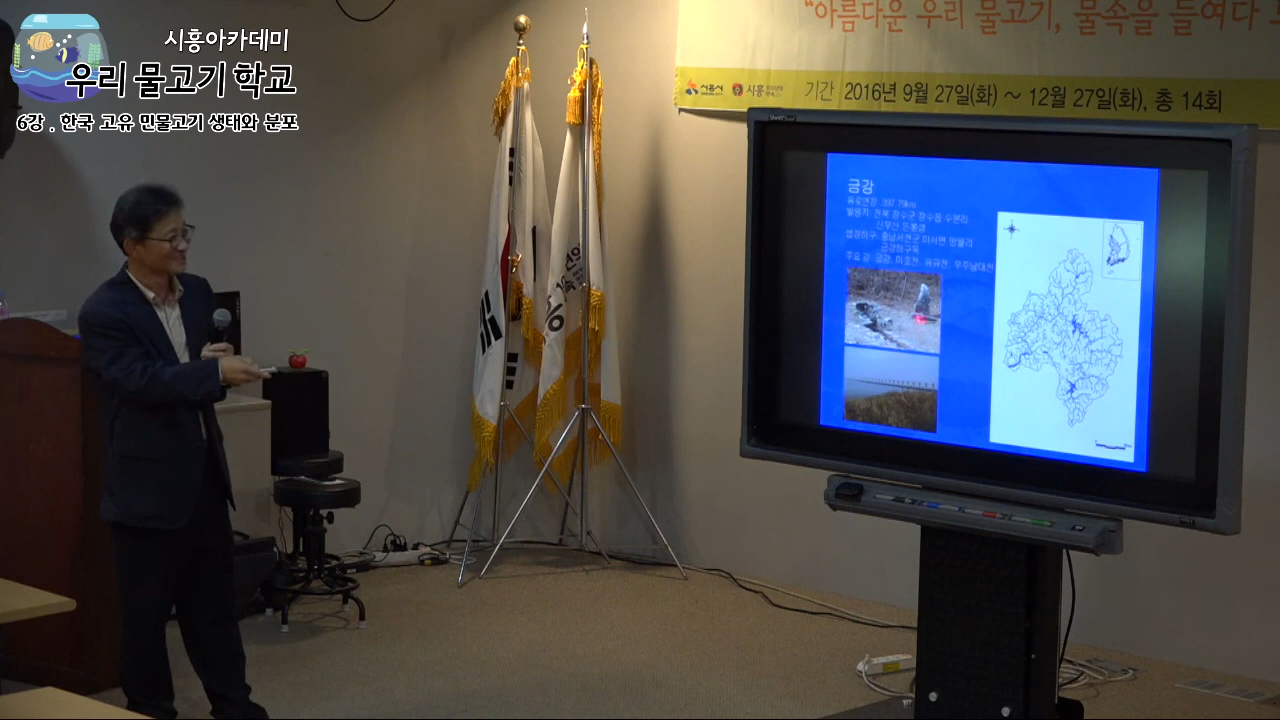 시흥아카데미
우리 물고기 학교
6강 . 한국 고유 민물고기 생태와 분포
"아름다운 우리 물고기, 물속을 들여다
시흥시
시흥
기간 2016년 9월 27일(화) ~ 12월 27일(화), 총 14회
금강
유로연장: 397.79km
발원지: 전북 장수군 장수읍 수분리
신무산 뜬봉샘
법정하구: 충남서천군 마서면 망월리
금강하구둑
주요 강: 금강, 미호천, 유구천, 무주남대천